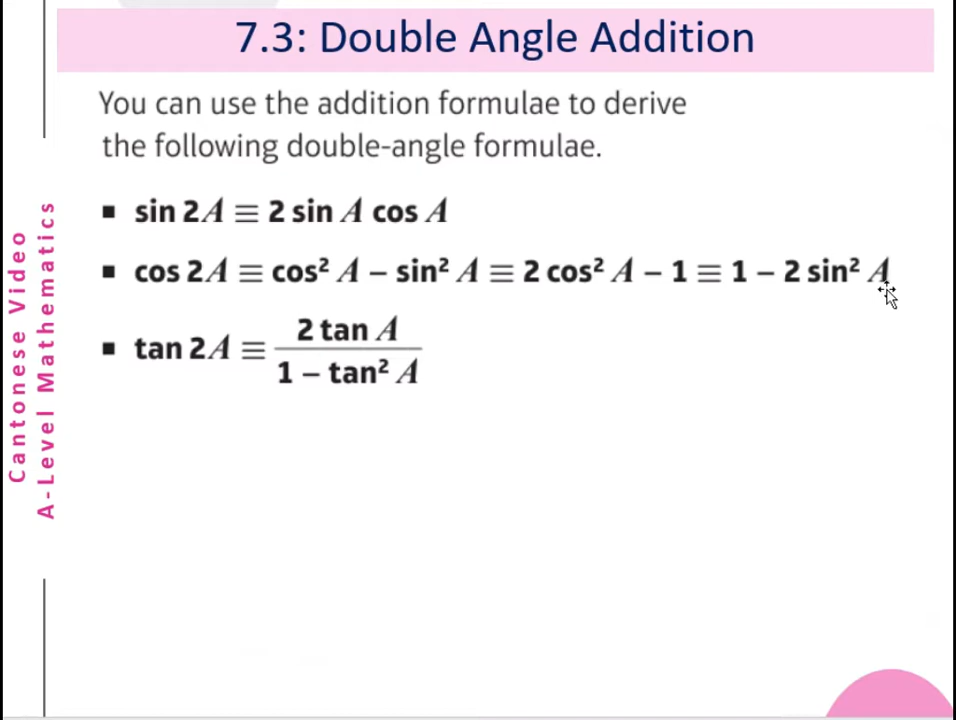 7.3: Double Angle Addition
You can use the addition formulae to derive
the following double-angle formulae.
▪ sin 2A ≡ 2 sin A cos A
▪ cos 2A ≡ cos² A − sin² A ≡ 2 cos² A − 1 ≡ 1 − 2 sin² A
▪ tan 2A ≡ 2 tan A / 1 − tan² A
Cantonese Video
A-Level Mathematics